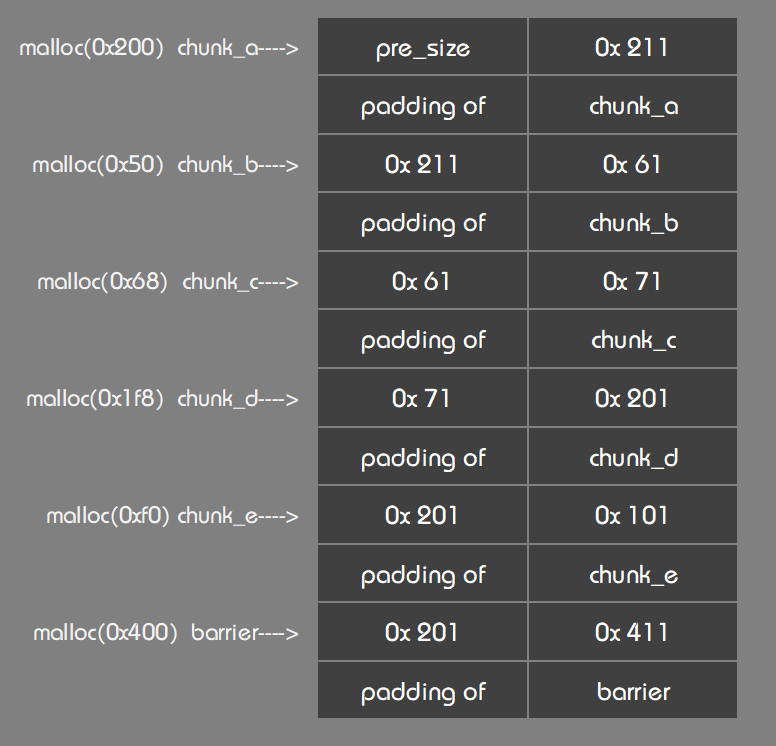 malloc(0x200) chunk_a----> pre_size 0x 211
padding of chunk_a
malloc(0x50) chunk_b----> 0x 211 0x 61
padding of chunk_b
malloc(0x68) chunk_c----> 0x 61 0x 71
padding of chunk_c
malloc(0x1f8) chunk_d----> 0x 71 0x 201
padding of chunk_d
malloc(0xf0) chunk_e----> 0x 201 0x 101
padding of chunk_e
malloc(0x400) barrier----> 0x 201 0x 411
padding of barrier